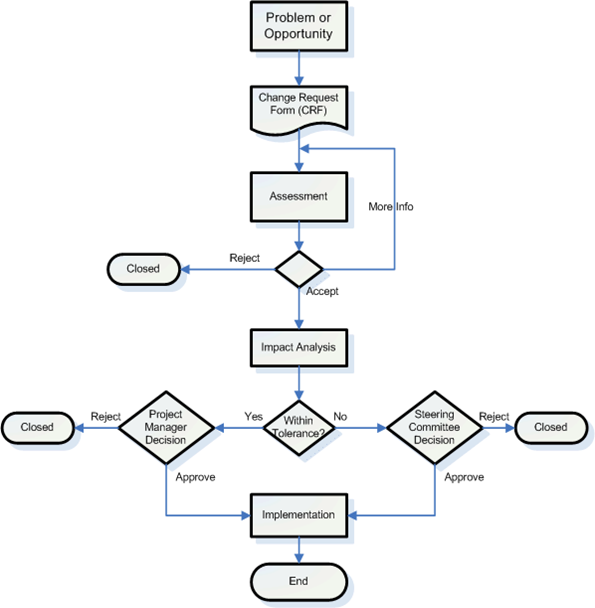 Problem or
Opportunity
Change Request
Form (CRF)
Assessment
More Info
Reject
Closed
Accept
Impact Analysis
Closed
Reject
Project
Manager
Decision
Yes
Within
Tolerance?
No
Steering
Committee
Decision
Reject
Closed
Approve
Approve
Implementation
End